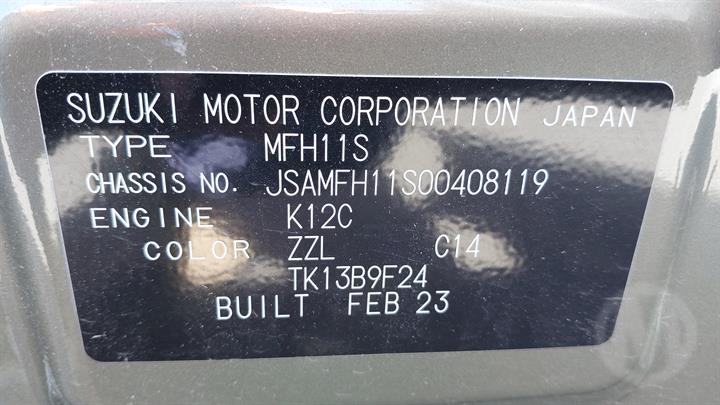 SUZUKI MOTOR CORPORATION JAPAN
TYPE MFH11S
CHASSIS NO. JSAMFH11S00408119
ENGINE K12C
COLOR ZZL C14
TK13B9F24
BUILT FEB 23
M